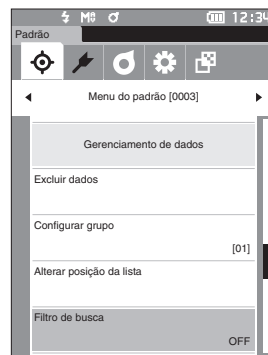 12:34
Padrão
Menu do padrão [0003]
Gerenciamento de dados
Excluir dados
Configurar grupo
[01]
Alterar posição da lista
Filtro de busca
OFF